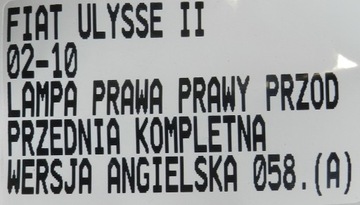 FIAT ULYSSE II
02-10
LAMPA PRAWA PRAWY PRZOD
PRZEDNIA KOMPLETNA
WERSJA ANGIELSKA 058.(A)